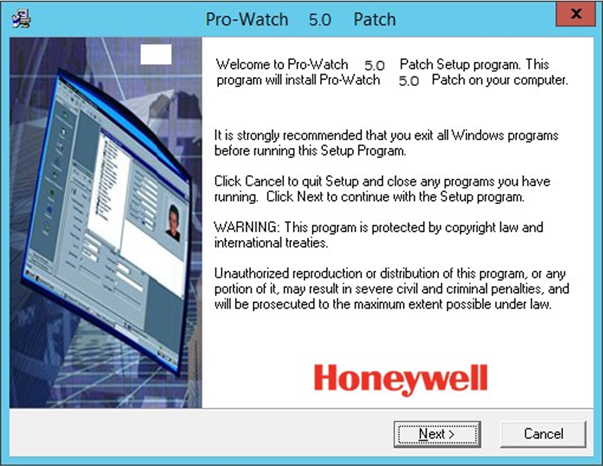 Pro-Watch 5.0 Patch
x
Welcome to Pro-Watch 5.0 Patch Setup program. This
program will install Pro-Watch 5.0 Patch on your computer.
It is strongly recommended that you exit all Windows programs
before running this Setup Program.
Click Cancel to quit Setup and close any programs you have
running. Click Next to continue with the Setup program.
WARNING: This program is protected by copyright law and
international treaties.
Unauthorized reproduction or distribution of this program, or any
portion of it, may result in severe civil and criminal penalties, and
will be prosecuted to the maximum extent possible under law.
Honeywell
Next >
Cancel